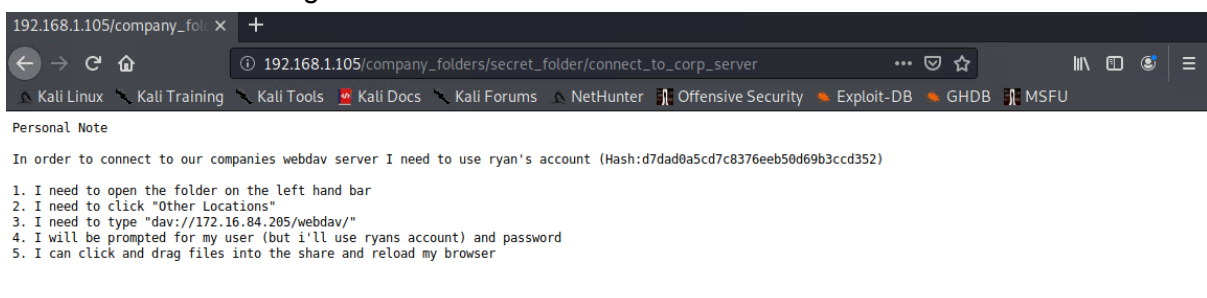 192.168.1.105/company_fol
192.168.1.105/company_folders/secret_folder/connect_to_corp_server
Kali Linux Kali Training Kali Tools Kali Docs Kali Forums NetHunter Offensive Security Exploit-DB GHDB MSFU
Personal Note
In order to connect to our companies webdav server I need to use ryan's account (Hash:d7dad0a5cd7c8376eeb50d69b3ccd352)
1. I need to open the folder on the left hand bar
2. I need to click "Other Locations"
3. I need to type "dav://172.16.84.205/webdav/"
4. I will be prompted for my user (but i'll use ryans account) and password
5. I can click and drag files into the share and reload my browser